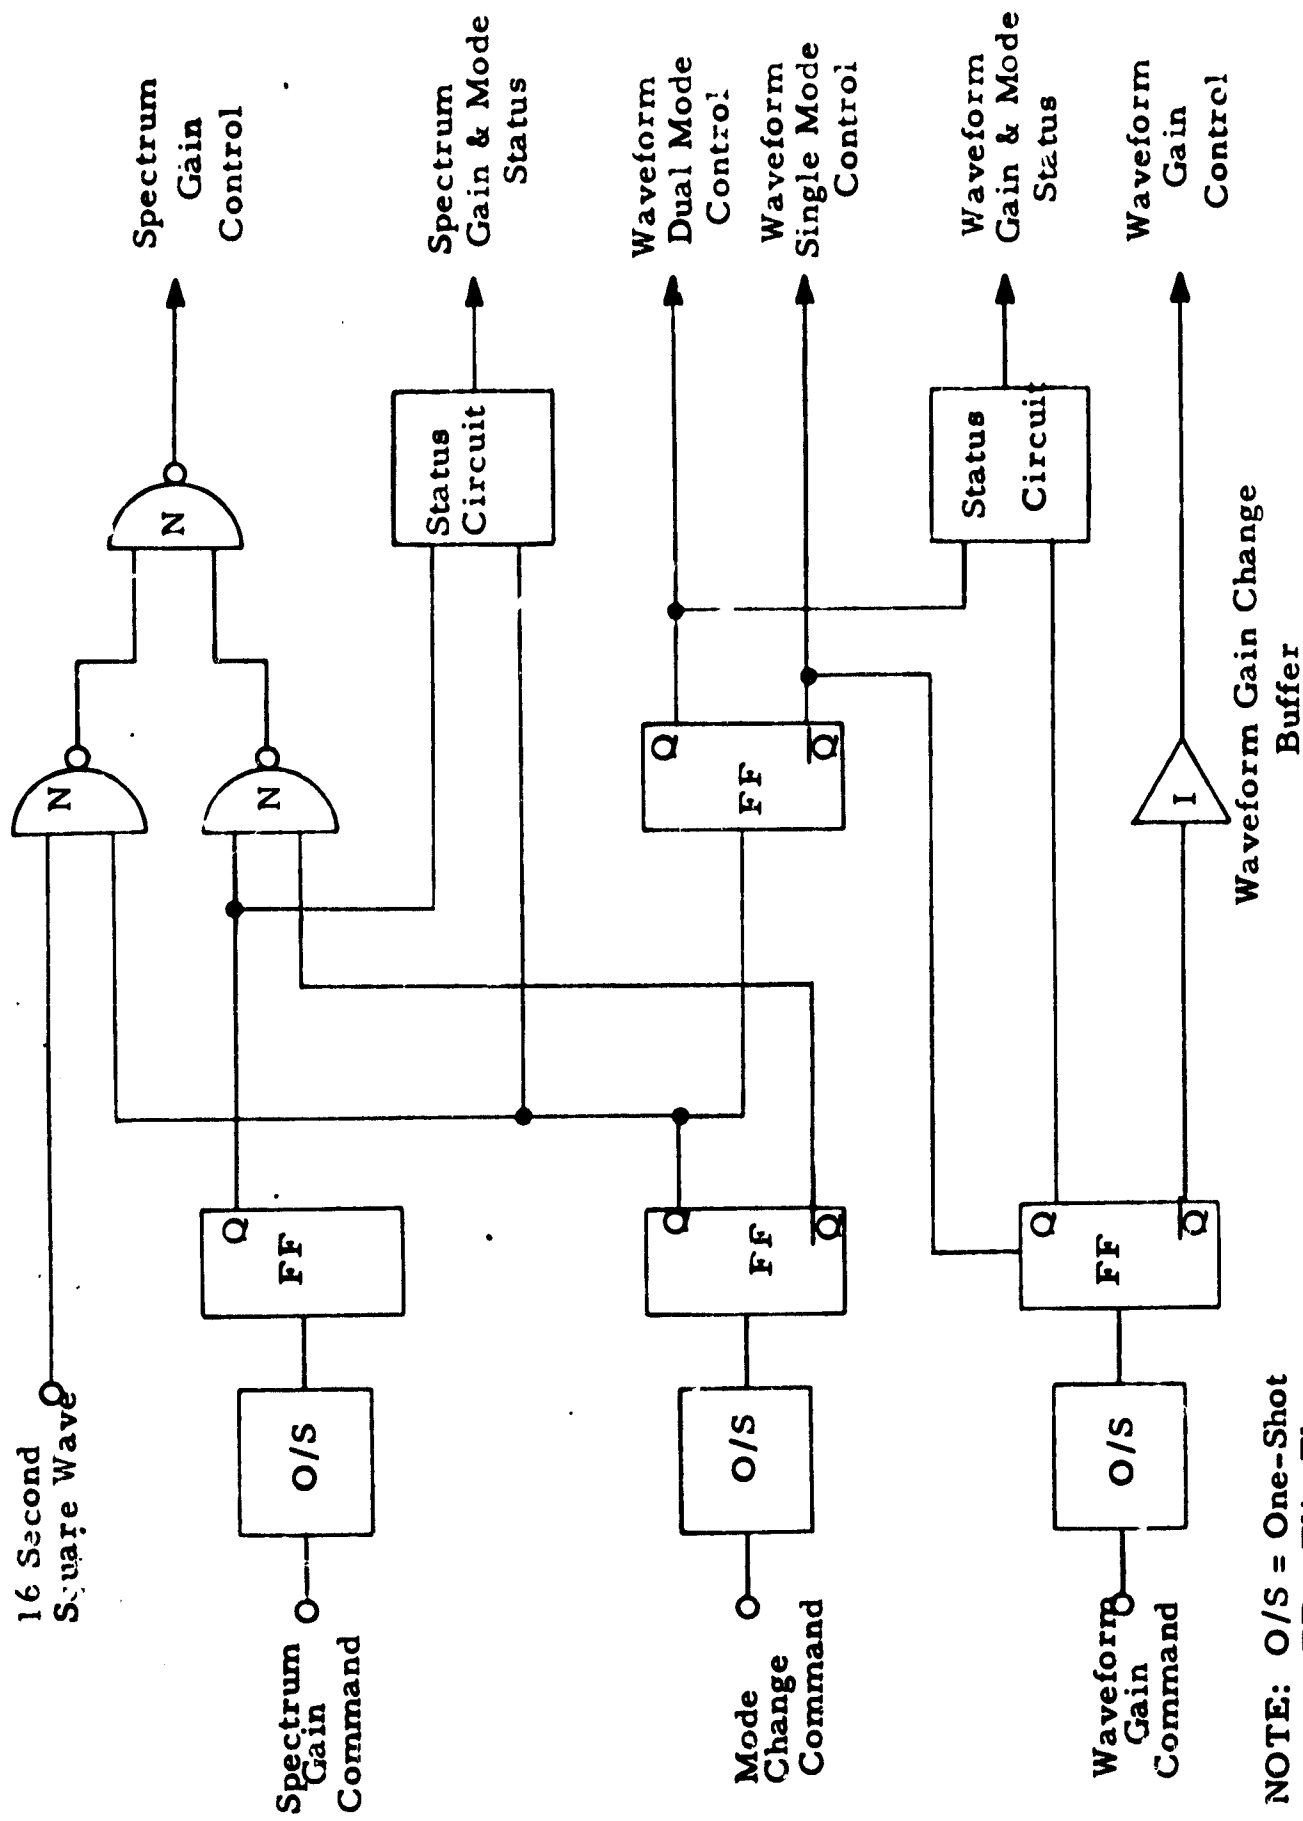 16 Second
Square Wave
Spectrum
Gain
Command
O/S
FF
Q
N
N
N
Spectrum
Gain
Control
Status
Circuit
Spectrum
Gain & Mode
Status
Mode
Change
Command
O/S
FF
Q
Q
FF
Q
Q
Waveform
Dual Mode
Control
Waveform
Single Mode
Control
Status
Circuit
Waveform
Gain & Mode
Status
Waveform
Gain
Command
O/S
FF
Q
Q
I
Waveform Gain Change
Buffer
Waveform
Gain
Control
NOTE: O/S = One-Shot